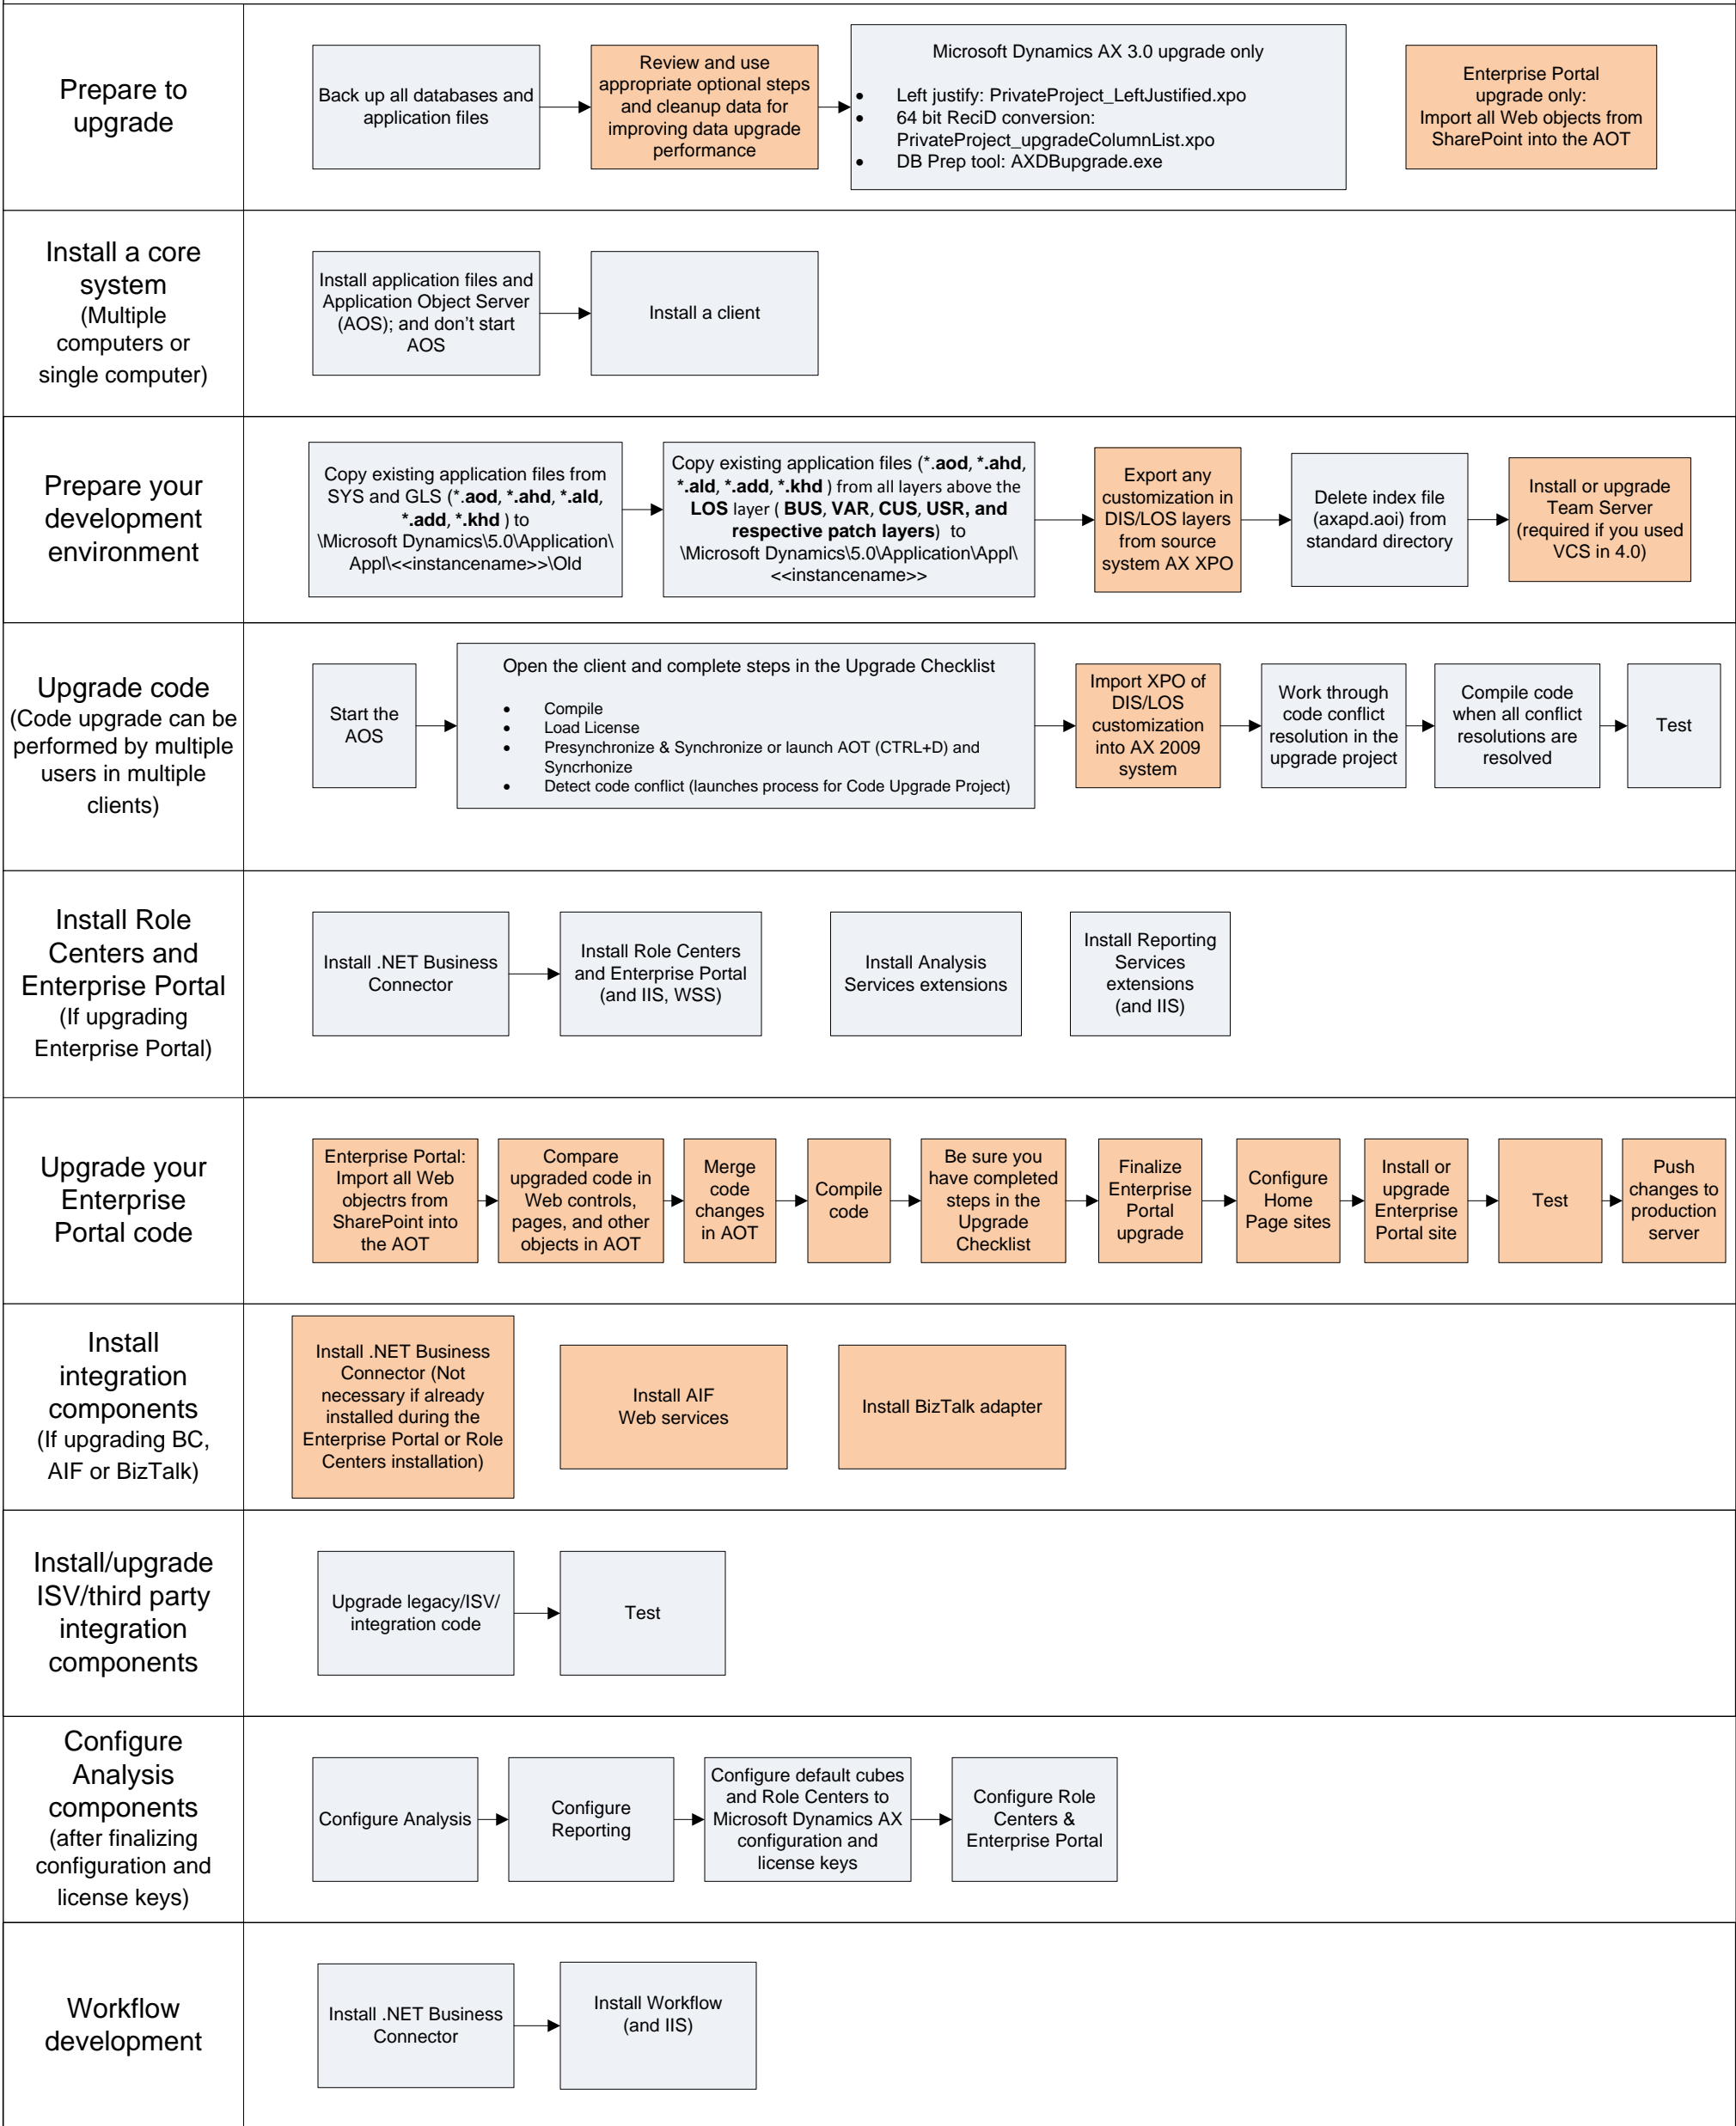 Prepare to
upgrade
Back up all databases and
application files
Review and use
appropriate optional steps
and cleanup data for
improving data upgrade
performance
Microsoft Dynamics AX 3.0 upgrade only
• Left justify: PrivateProject_LeftJustified.xpo
• 64 bit ReciD conversion:
PrivateProject_upgradeColumnList.xpo
• DB Prep tool: AXDBupgrade.exe
Enterprise Portal
upgrade only:
Import all Web objects from
SharePoint into the AOT
Install a core
system
(Multiple
computers or
single computer)
Install application files and
Application Object Server
(AOS); and don't start
AOS
Install a client
Prepare your
development
environment
Copy existing application files from
SYS and GLS (*.aod, *.ahd, *.ald,
*.add, *.khd ) to
\Microsoft Dynamics\5.0\Application\
Appl\<<instancename>>\Old
Copy existing application files (*.aod, *.ahd,
*.ald, *.add, *.khd ) from all layers above the
LOS layer ( BUS, VAR, CUS, USR, and
respective patch layers) to
\Microsoft Dynamics\5.0\Application\Appl\
<<instancename>>
Export any
customization in
DIS/LOS layers
from source
system AX XPO
Delete index file
(axapd.aoi) from
standard directory
Install or upgrade
Team Server
(required if you used
VCS in 4.0)
Upgrade code
(Code upgrade can be
performed by multiple
users in multiple
clients)
Start the
AOS
Open the client and complete steps in the Upgrade Checklist
• Compile
• Load License
• Presynchronize & Synchronize or launch AOT (CTRL+D) and
Syncrhonize
• Detect code conflict (launches process for Code Upgrade Project)
Import XPO of
DIS/LOS
customization
into AX 2009
system
Work through
code conflict
resolution in the
upgrade project
Compile code
when all conflict
resolutions are
resolved
Test
Install Role
Centers and
Enterprise Portal
(If upgrading
Enterprise Portal)
Install .NET Business
Connector
Install Role Centers
and Enterprise Portal
(and IIS, WSS)
Install Analysis
Services extensions
Install Reporting
Services
extensions
(and IIS)
Upgrade your
Enterprise
Portal code
Enterprise Portal:
Import all Web
objectrs from
SharePoint into
the AOT
Compare
upgraded code in
Web controls,
pages, and other
objects in AOT
Merge
code
changes
in AOT
Compile
code
Be sure you
have completed
steps in the
Upgrade
Checklist
Finalize
Enterprise
Portal
upgrade
Configure
Home
Page sites
Install or
upgrade
Enterprise
Portal site
Test
Push
changes to
production
server
Install
integration
components
(If upgrading BC,
AIF or BizTalk)
Install .NET Business
Connector (Not
necessary if already
installed during the
Enterprise Portal or Role
Centers installation)
Install AIF
Web services
Install BizTalk adapter
Install/upgrade
ISV/third party
integration
components
Upgrade legacy/ISV/
integration code
Test
Configure
Analysis
components
(after finalizing
configuration and
license keys)
Configure Analysis
Configure
Reporting
Configure default cubes
and Role Centers to
Microsoft Dynamics AX
configuration and
license keys
Configure Role
Centers &
Enterprise Portal
Workflow
development
Install .NET Business
Connector
Install Workflow
(and IIS)